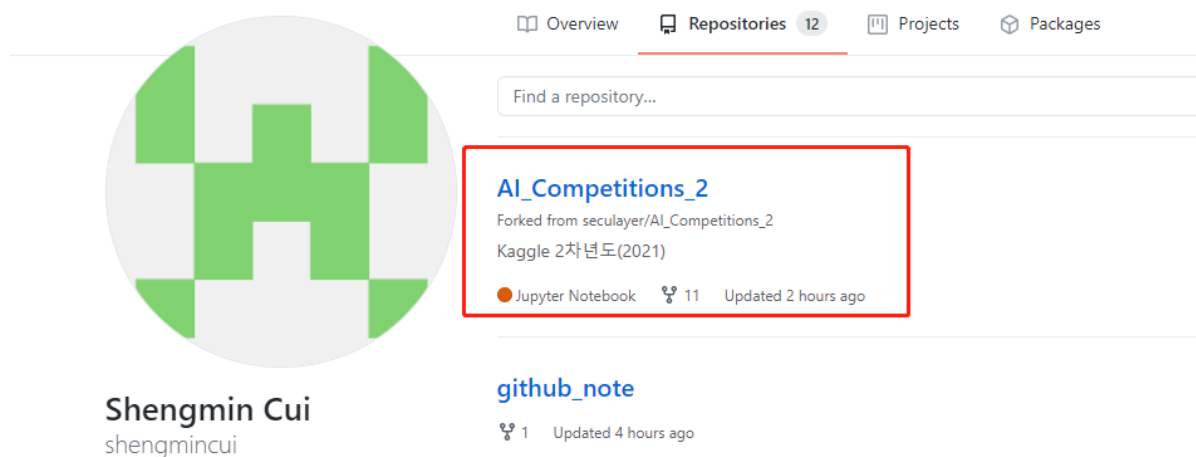 Overview
Repositories 12
Projects
Packages
Find a repository...
AI_Competitions_2
Forked from seculayer/AI_Competitions_2
Kaggle 2차년도(2021)
Jupyter Notebook 11 Updated 2 hours ago
github_note
1 Updated 4 hours ago
Shengmin Cui
shengmincui